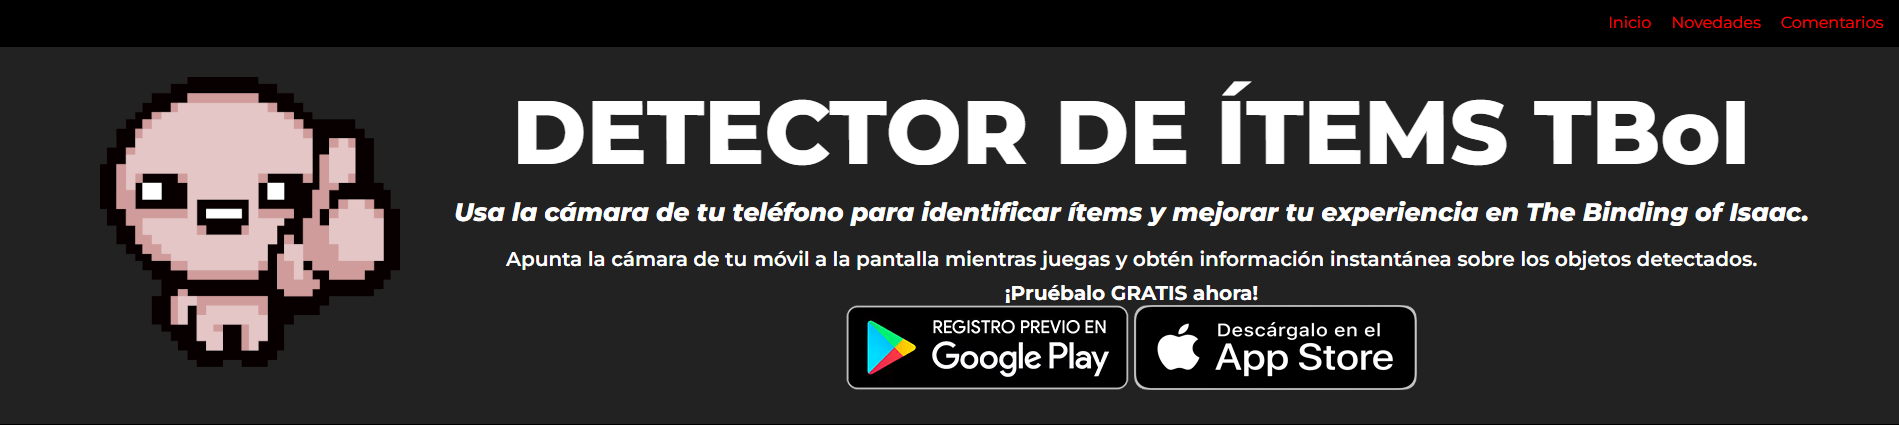 Inicio Novedades Comentarios
DETECTOR DE ÍTEMS TBoI
Usa la cámara de tu teléfono para identificar ítems y mejorar tu experiencia en The Binding of Isaac.
Apunta la cámara de tu móvil a la pantalla mientras juegas y obtén información instantánea sobre los objetos detectados.
¡Pruébalo GRATIS ahora!
REGISTRO PREVIO EN
Google Play
Descárgalo en el
App Store